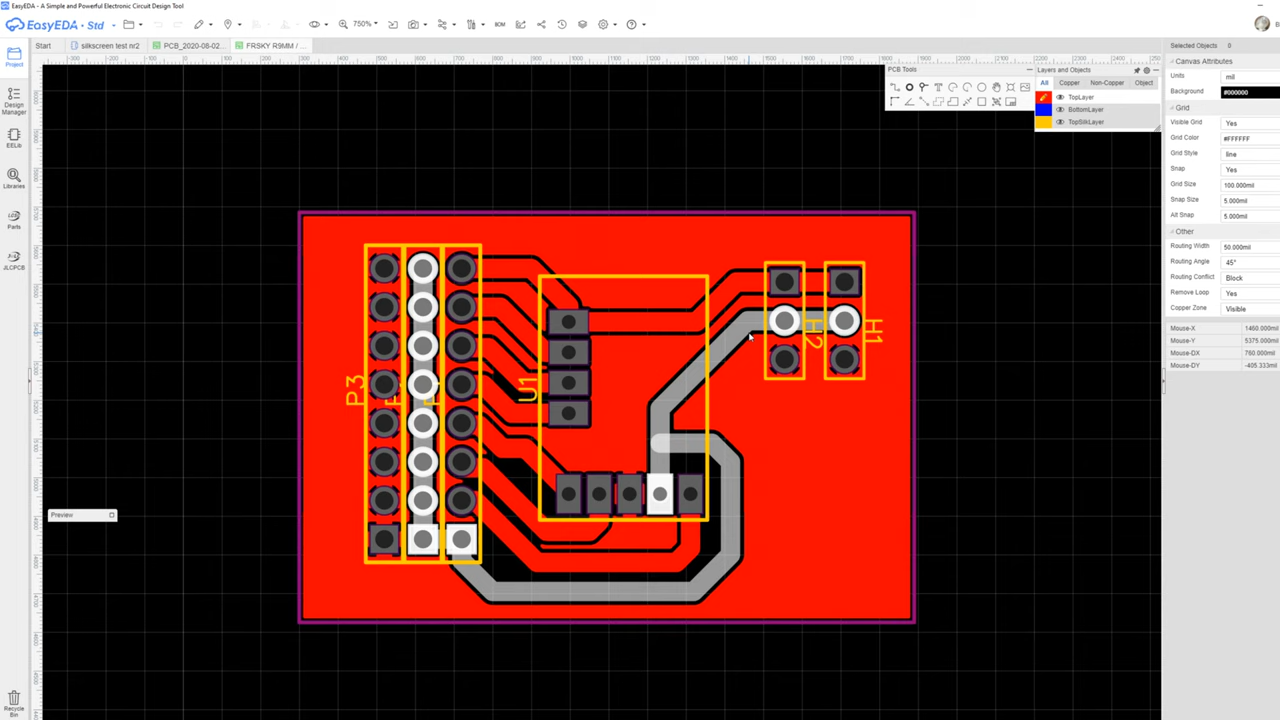 EasyEDA - A Simple and Powerful Electronic Circuit Design Tool
EasyEDA • Std
750%
BOM
Start
silkscreen test nr2
PCB_2020-08-02...
FRSKY R9MM / ...
Project
Design
Manager
EELib
Libraries
Parts
JLCPCB
Recycle
Bin
Preview
PCB Tools
Layers and Objects
All
Copper
Non-Copper
Object
TopLayer
BottomLayer
TopSilkLayer
P3
U1
H2
H1
Selected Objects 0
Canvas Attributes
Units mil
Background #000000
Grid
Visible Grid Yes
Grid Color #FFFFFF
Grid Style line
Snap Yes
Grid Size 100.000mil
Snap Size 5.000mil
Alt Snap 5.000mil
Other
Routing Width 50.000mil
Routing Angle 45°
Routing Conflict Block
Remove Loop Yes
Copper Zone Visible
Mouse-X 1460.000mil
Mouse-Y 5375.000mil
Mouse-DX 760.000mil
Mouse-DY -405.333mil